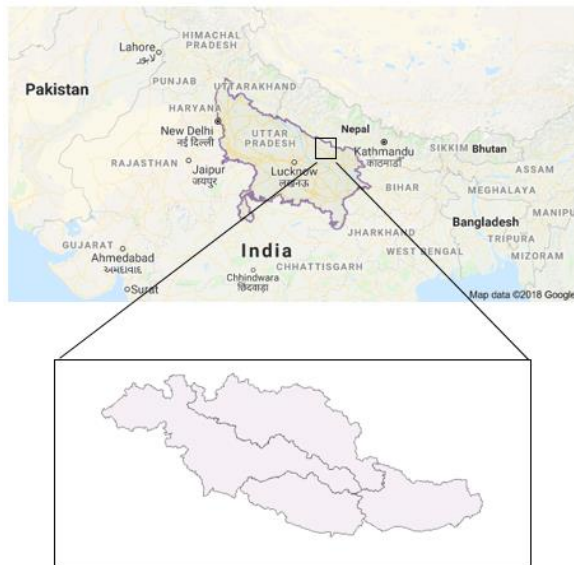 HIMACHAL
PRADESH
Lahore
لاہور
PUNJAB
UTTARAKHAND
Pakistan
HARYANA
New Delhi
नई दिल्ली
UTTAR
PRADESH
Nepal
Kathmandu
काठमाडौं
SIKKIM
Bhutan
ASSAM
RAJASTHAN
Jaipur
जयपुर
Lucknow
लखनऊ
BIHAR
MEGHALAYA
MANIPU
Bangladesh
GUJARAT
Ahmedabad
અમદાવાદ
India
JHARKHAND
WEST BENGAL
TRIPURA
MIZORAM
Chhindwara
छिंदवाड़ा
CHHATTISGARH
Surat
Map data ©2018 Google